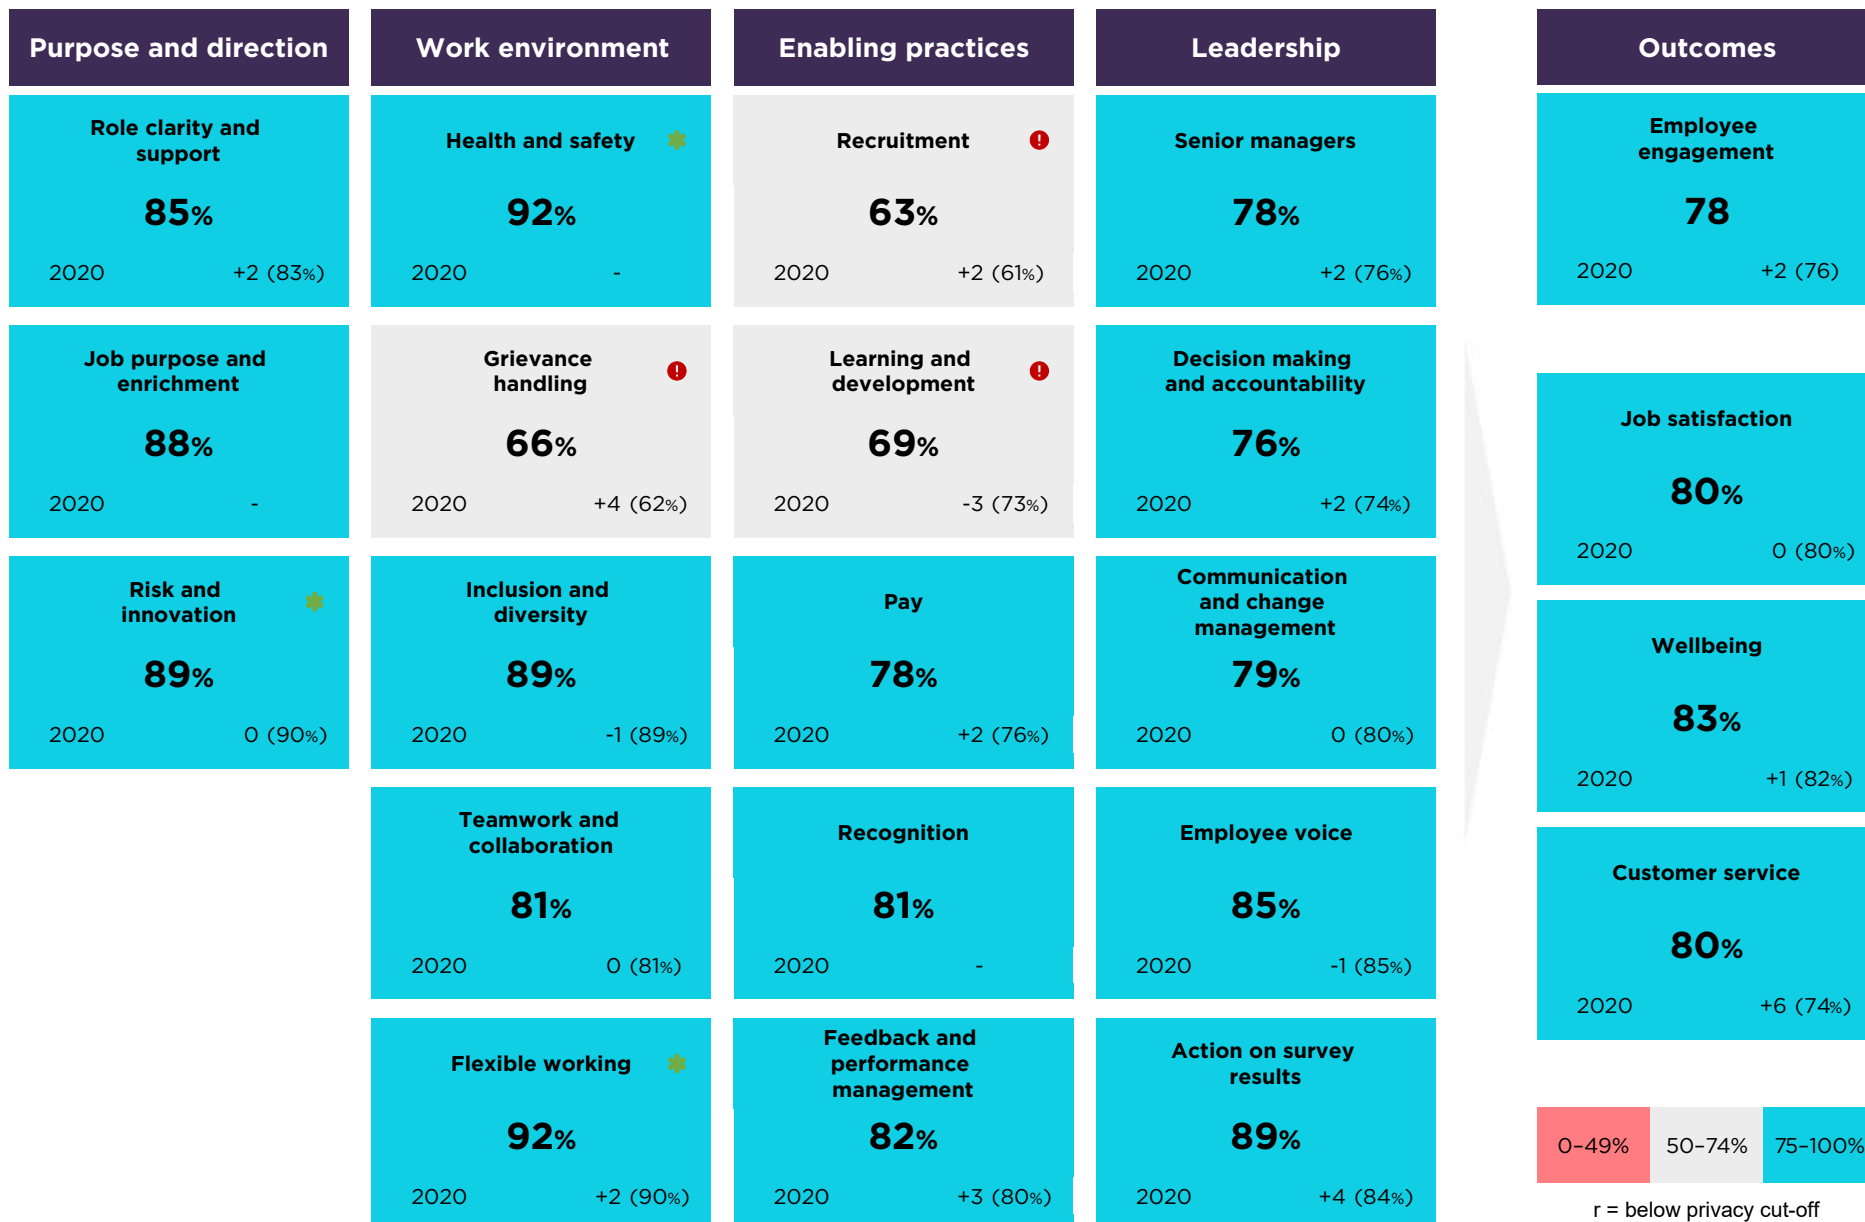 Purpose and direction
Role clarity and
support
85%
2020 +2 (83%)
Job purpose and
enrichment
88%
2020 -
Risk and
innovation
89%
2020 0 (90%)
Work environment
Health and safety
92%
2020 -
Grievance
handling
66%
2020 +4 (62%)
Inclusion and
diversity
89%
2020 -1 (89%)
Teamwork and
collaboration
81%
2020 0 (81%)
Flexible working
92%
2020 +2 (90%)
Enabling practices
Recruitment
63%
2020 +2 (61%)
Learning and
development
69%
2020 -3 (73%)
Pay
78%
2020 +2 (76%)
Recognition
81%
2020 -
Feedback and
performance
management
82%
2020 +3 (80%)
Leadership
Senior managers
78%
2020 +2 (76%)
Decision making
and accountability
76%
2020 +2 (74%)
Communication
and change
management
79%
2020 0 (80%)
Employee voice
85%
2020 -1 (85%)
Action on survey
results
89%
2020 +4 (84%)
Outcomes
Employee
engagement
78
2020 +2 (76)
Job satisfaction
80%
2020 0 (80%)
Wellbeing
83%
2020 +1 (82%)
Customer service
80%
2020 +6 (74%)
0–49% 50–74% 75–100%
r = below privacy cut-off